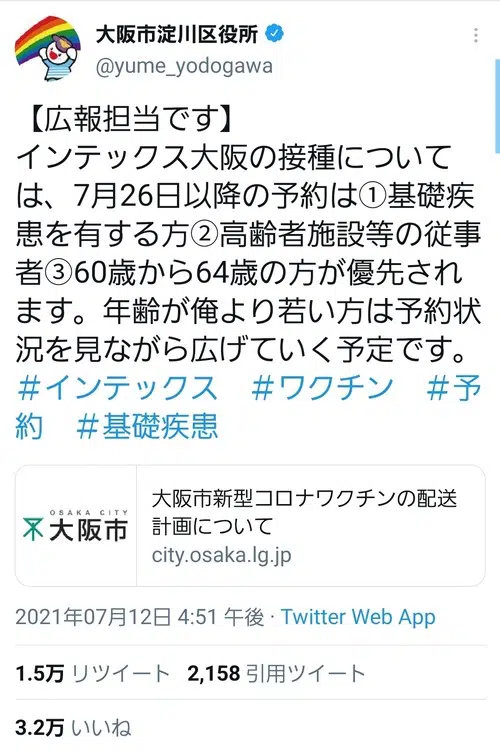 大阪市淀川区役所
@yume_yodogawa
【広報担当です】
インテックス大阪の接種について
は、7月26日以降の予約は①基礎疾
患を有する方②高齢者施設等の従事
者③60歳から64歳の方が優先され
ます。年齢が俺より若い方は予約状
況を見ながら広げていく予定です。
＃インテックス　＃ワクチン　＃予
約　＃基礎疾患
OSAKA CITY
大阪市
大阪市新型コロナワクチンの配送
計画について
city.osaka.lg.jp
2021年07月12日 4:51 午後 · Twitter Web App
1.5万 リツイート 2,158 引用ツイート
3.2万 いいね